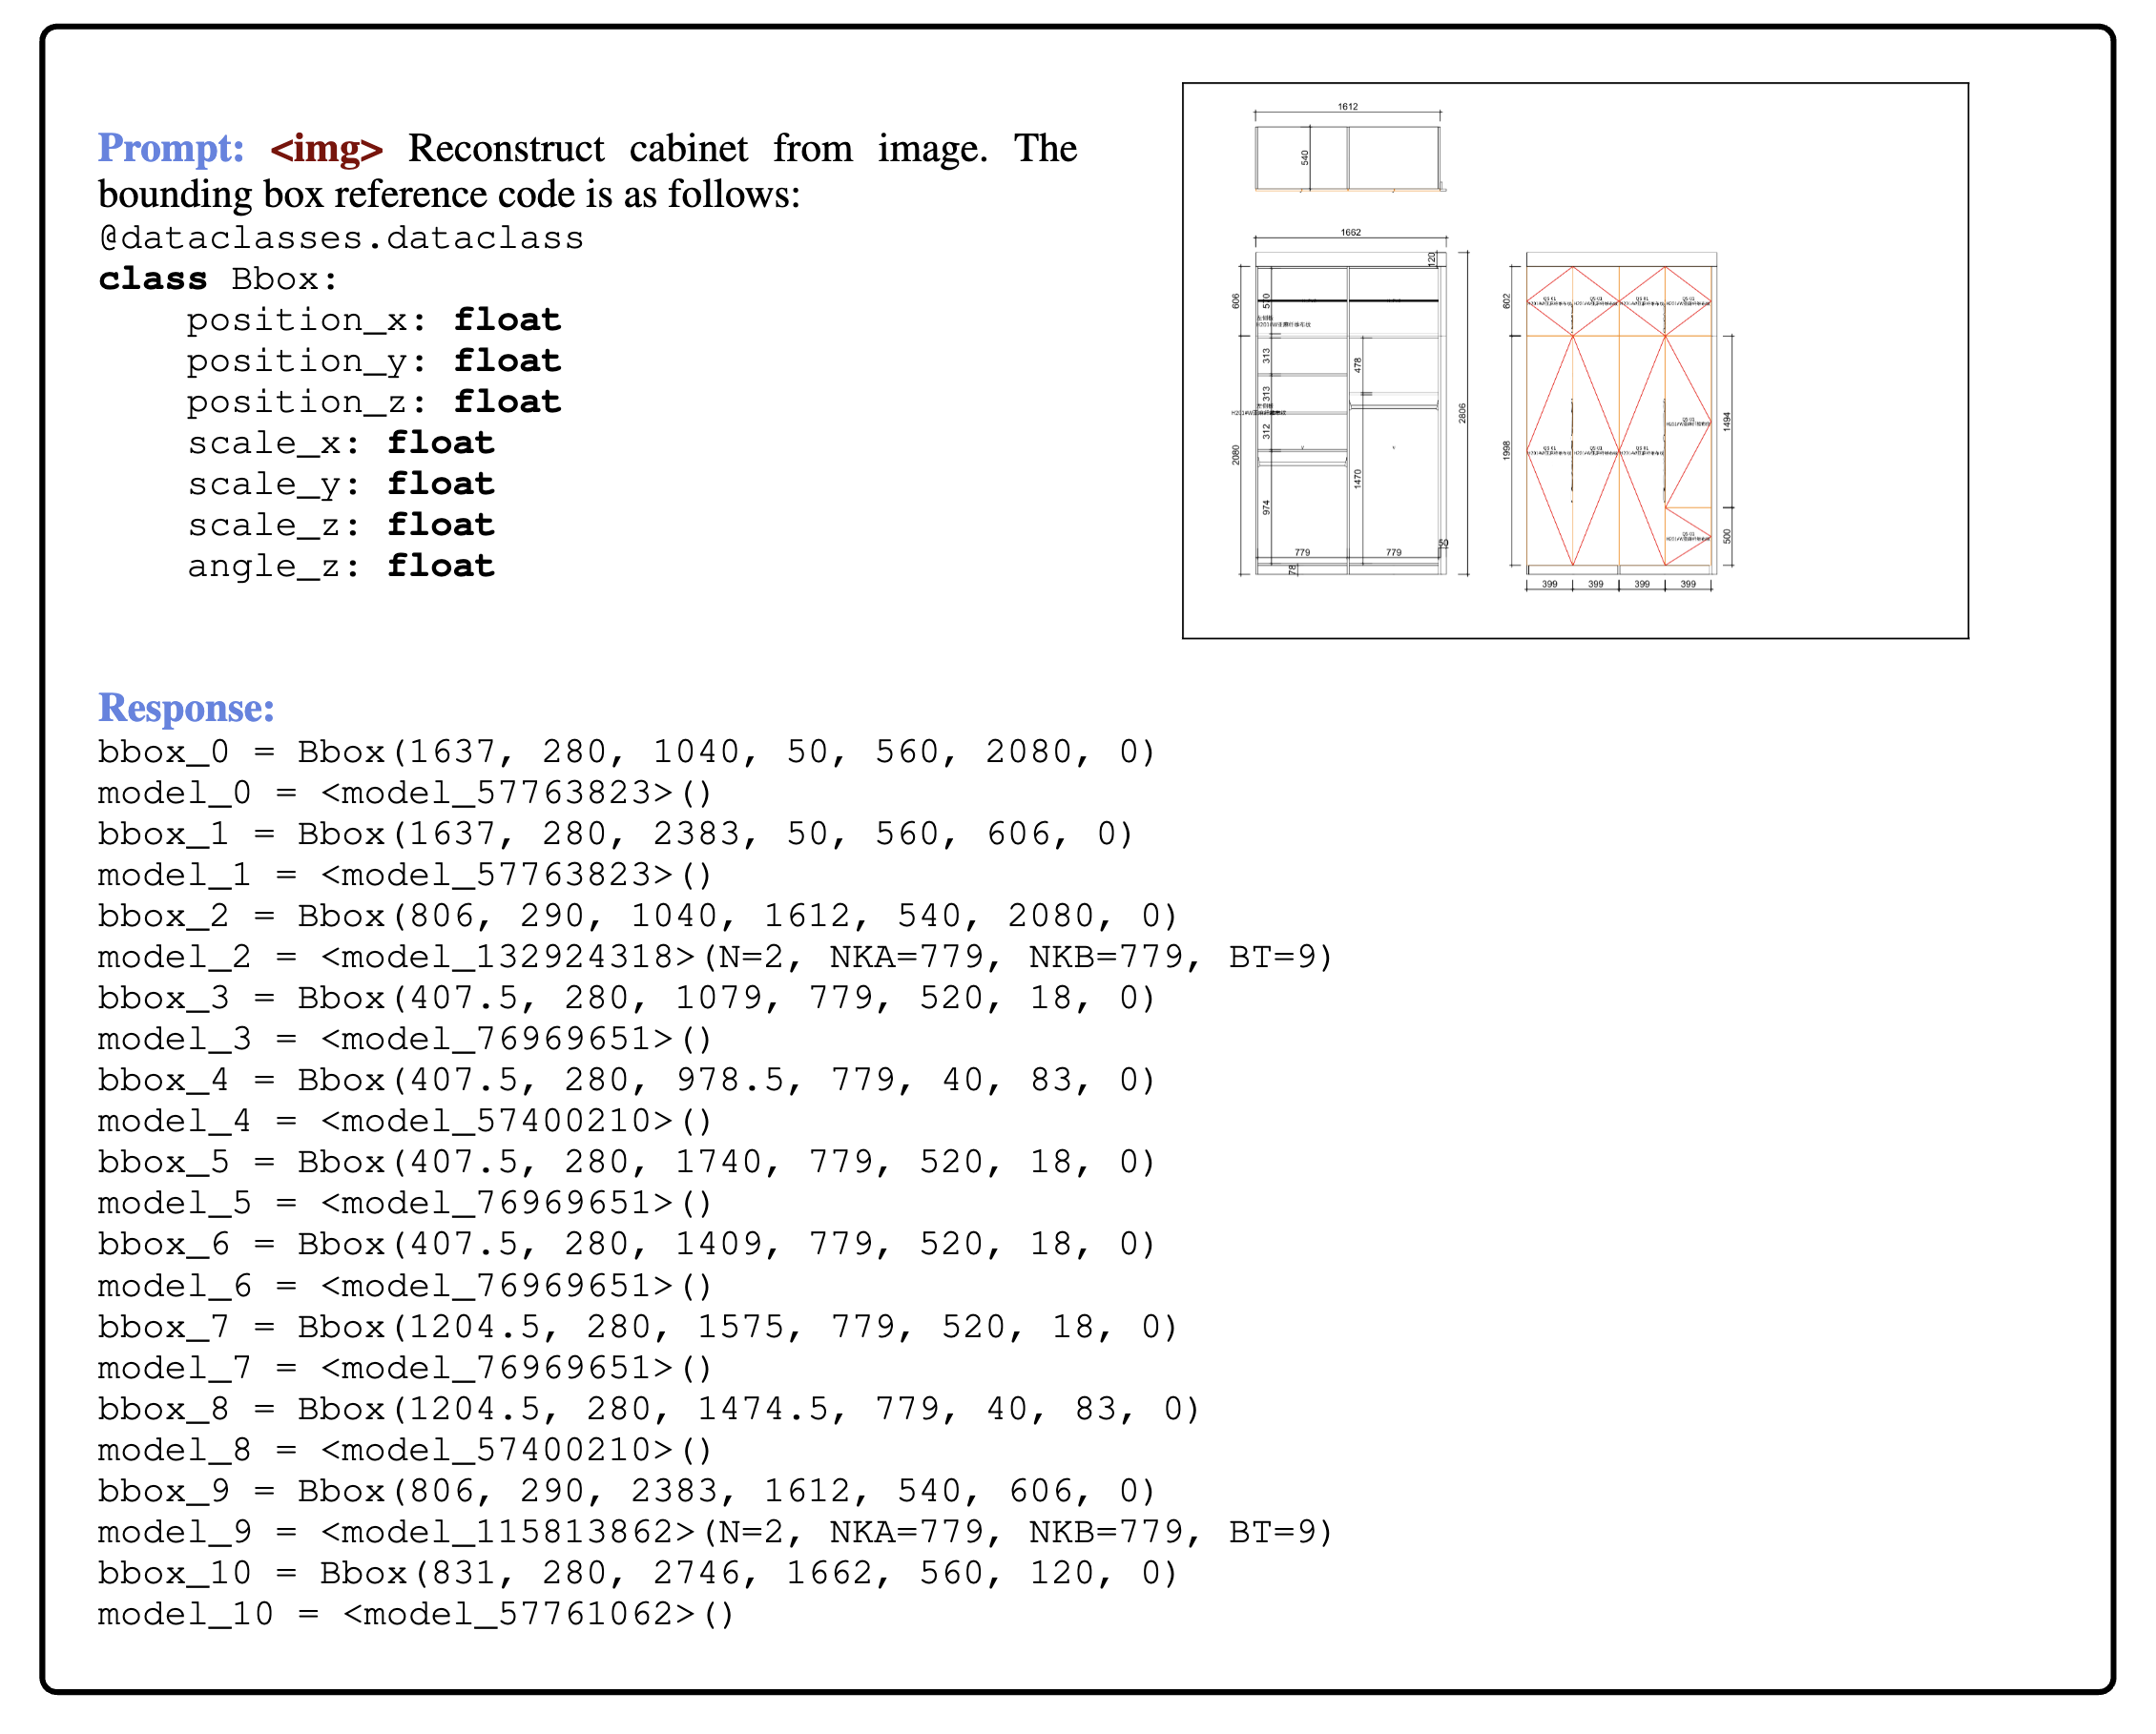 Prompt: <img> Reconstruct cabinet from image. The
bounding box reference code is as follows:
@dataclasses.dataclass
class Bbox:
    position_x: float
    position_y: float
    position_z: float
    scale_x: float
    scale_y: float
    scale_z: float
    angle_z: float
1612
540
1662
120
606
570
313
478
313
312
2080
2806
1470
974
779
779
50
78
602
1998
1494
500
399
399
399
399
Response:
bbox_0 = Bbox(1637, 280, 1040, 50, 560, 2080, 0)
model_0 = <model_57763823>()
bbox_1 = Bbox(1637, 280, 2383, 50, 560, 606, 0)
model_1 = <model_57763823>()
bbox_2 = Bbox(806, 290, 1040, 1612, 540, 2080, 0)
model_2 = <model_132924318>(N=2, NKA=779, NKB=779, BT=9)
bbox_3 = Bbox(407.5, 280, 1079, 779, 520, 18, 0)
model_3 = <model_76969651>()
bbox_4 = Bbox(407.5, 280, 978.5, 779, 40, 83, 0)
model_4 = <model_57400210>()
bbox_5 = Bbox(407.5, 280, 1740, 779, 520, 18, 0)
model_5 = <model_76969651>()
bbox_6 = Bbox(407.5, 280, 1409, 779, 520, 18, 0)
model_6 = <model_76969651>()
bbox_7 = Bbox(1204.5, 280, 1575, 779, 520, 18, 0)
model_7 = <model_76969651>()
bbox_8 = Bbox(1204.5, 280, 1474.5, 779, 40, 83, 0)
model_8 = <model_57400210>()
bbox_9 = Bbox(806, 290, 2383, 1612, 540, 606, 0)
model_9 = <model_115813862>(N=2, NKA=779, NKB=779, BT=9)
bbox_10 = Bbox(831, 280, 2746, 1662, 560, 120, 0)
model_10 = <model_57761062>()